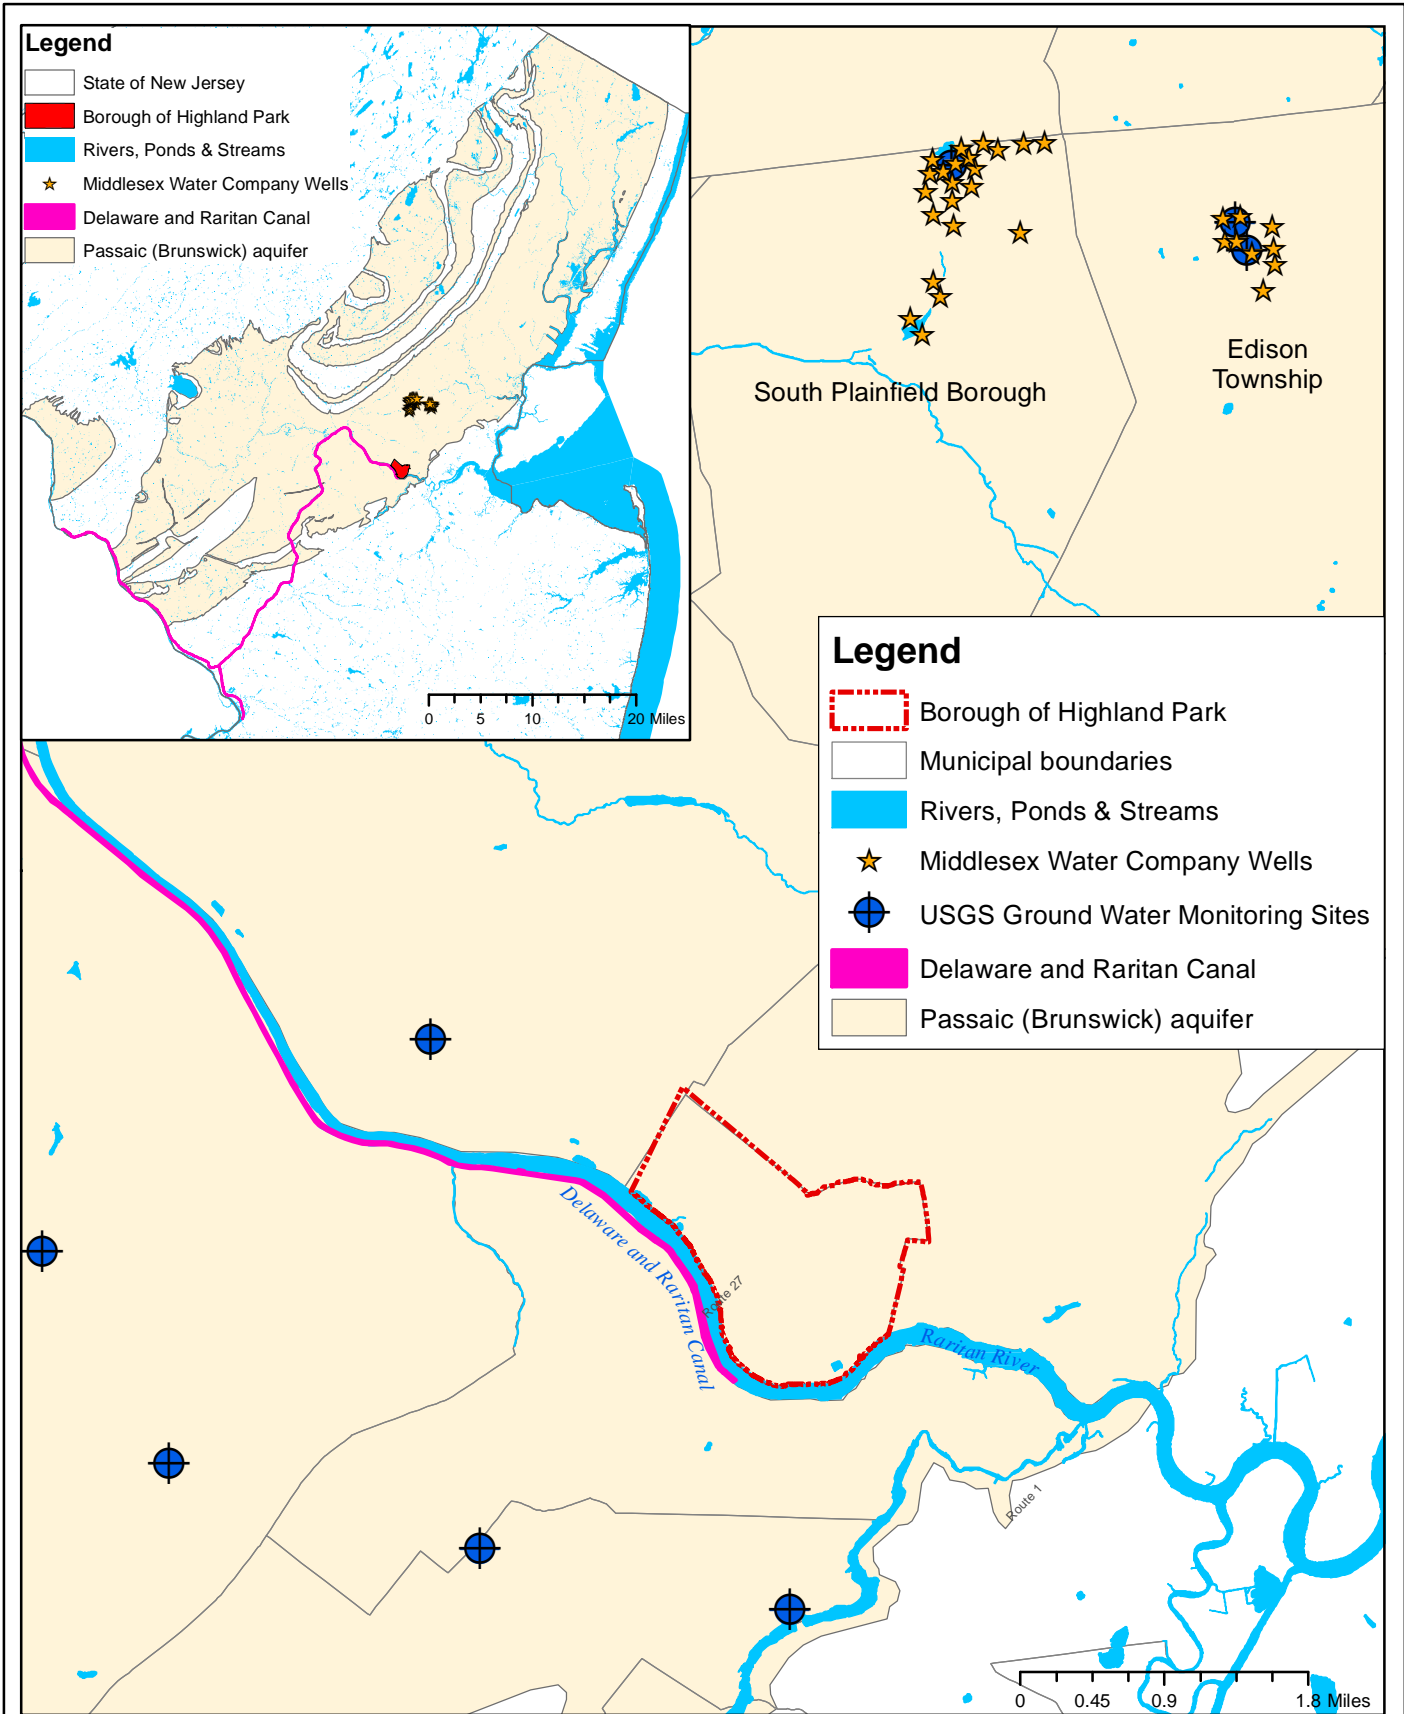 Legend
State of New Jersey
Borough of Highland Park
Rivers, Ponds & Streams
Middlesex Water Company Wells
Delaware and Raritan Canal
Passaic (Brunswick) aquifer
0 5 10 20 Miles
South Plainfield Borough
Edison
Township
Legend
Borough of Highland Park
Municipal boundaries
Rivers, Ponds & Streams
Middlesex Water Company Wells
USGS Ground Water Monitoring Sites
Delaware and Raritan Canal
Passaic (Brunswick) aquifer
Delaware and Raritan Canal
Route 27
Raritan River
Route 1
0 0.45 0.9 1.8 Miles